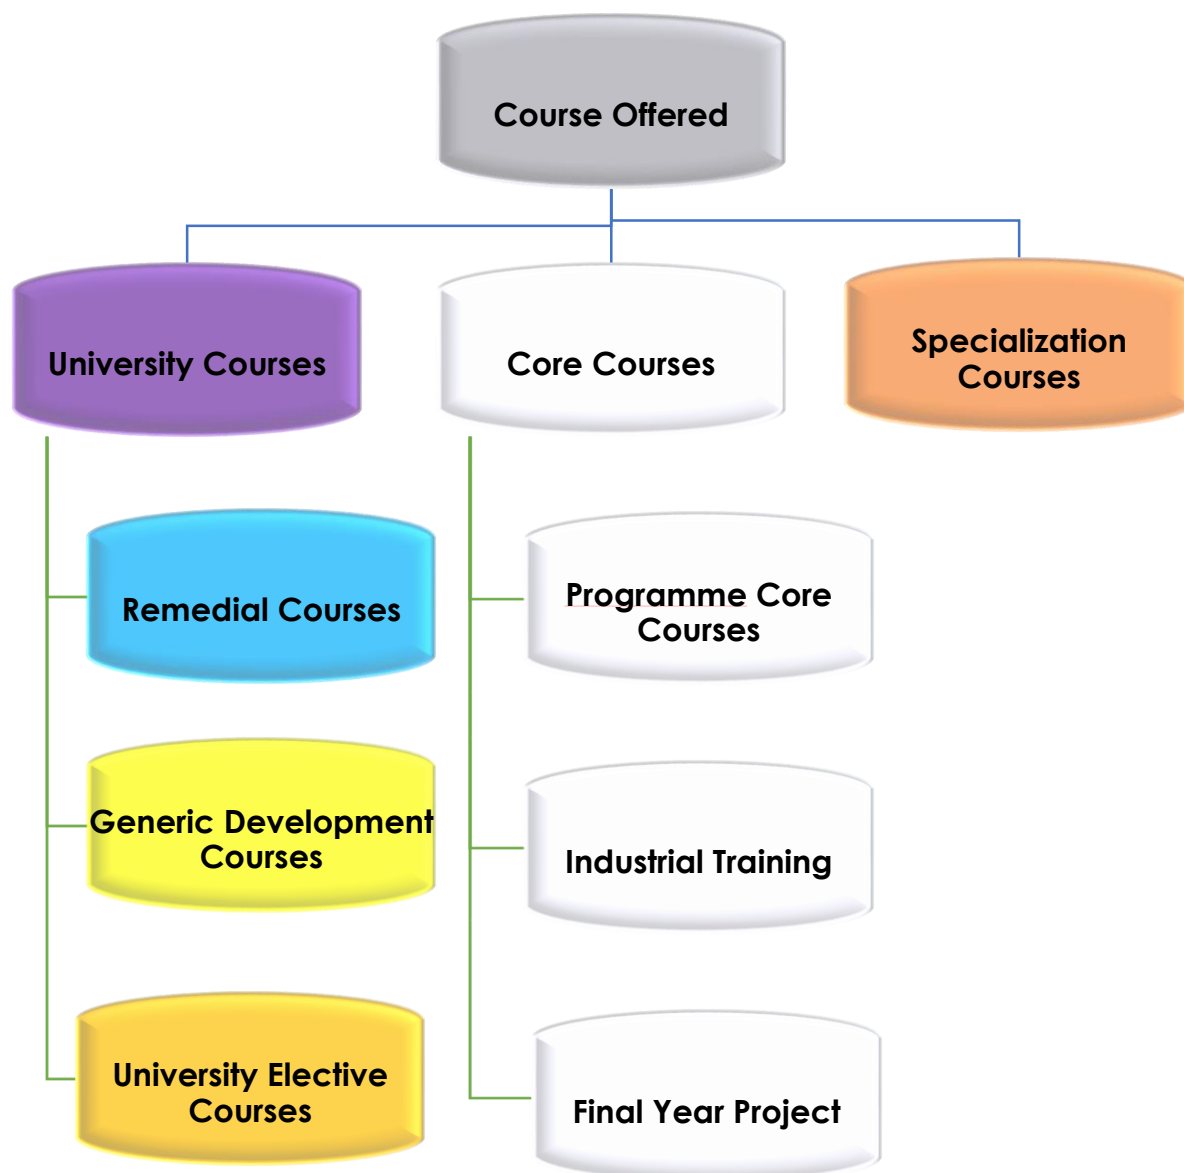 Course Offered
University Courses
Core Courses
Specialization
Courses
Remedial Courses
Programme Core
Courses
Generic Development
Courses
Industrial Training
University Elective
Courses
Final Year Project